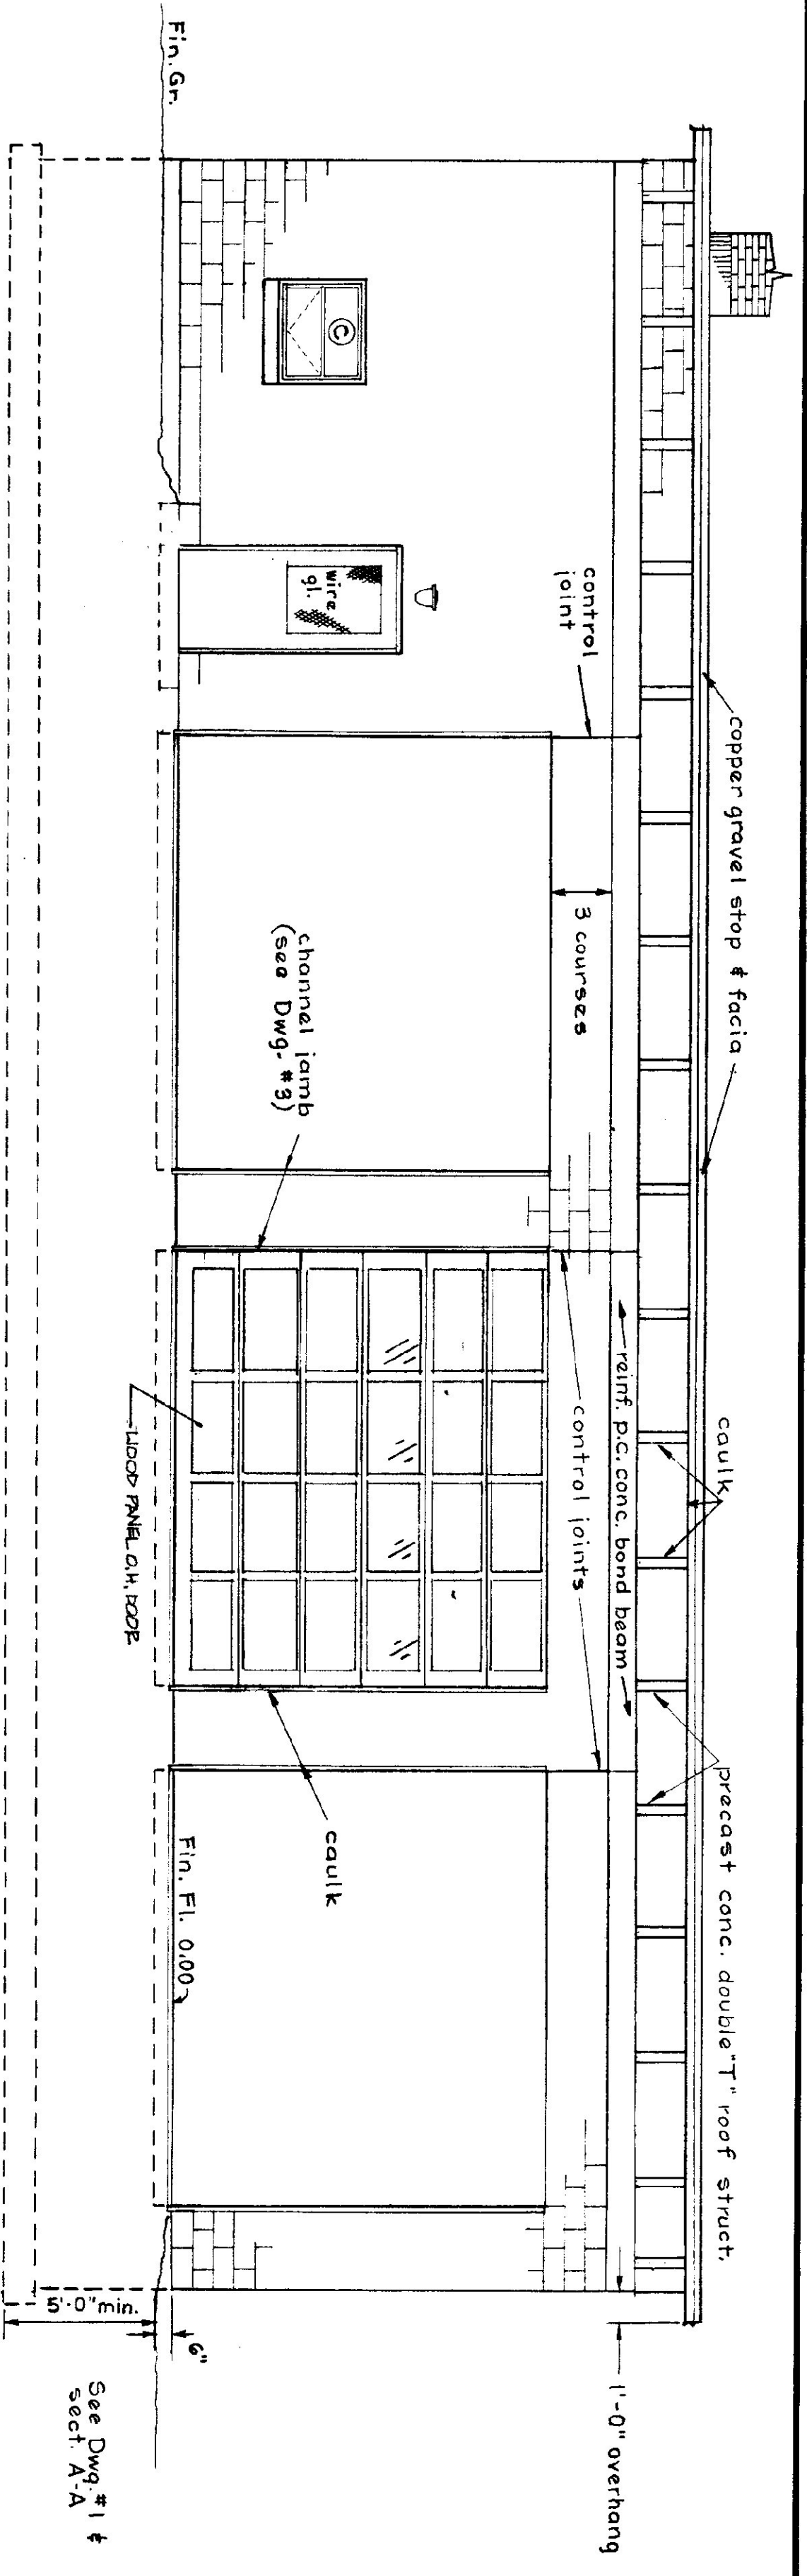 copper gravel stop & facia
caulk
precast conc. double "T" roof struct.
1'-0" overhang
control
joint
3 courses
reinf. p.c. conc. bond beam
control joints
C
wire
gl.
channel jamb
(see Dwg. #3)
caulk
Fin. Gr.
Fin. Fl. 0.00
WOOD PANEL O.H. DOOR
6"
5'-0" min.
See Dwg. #1 &
sect. A-A